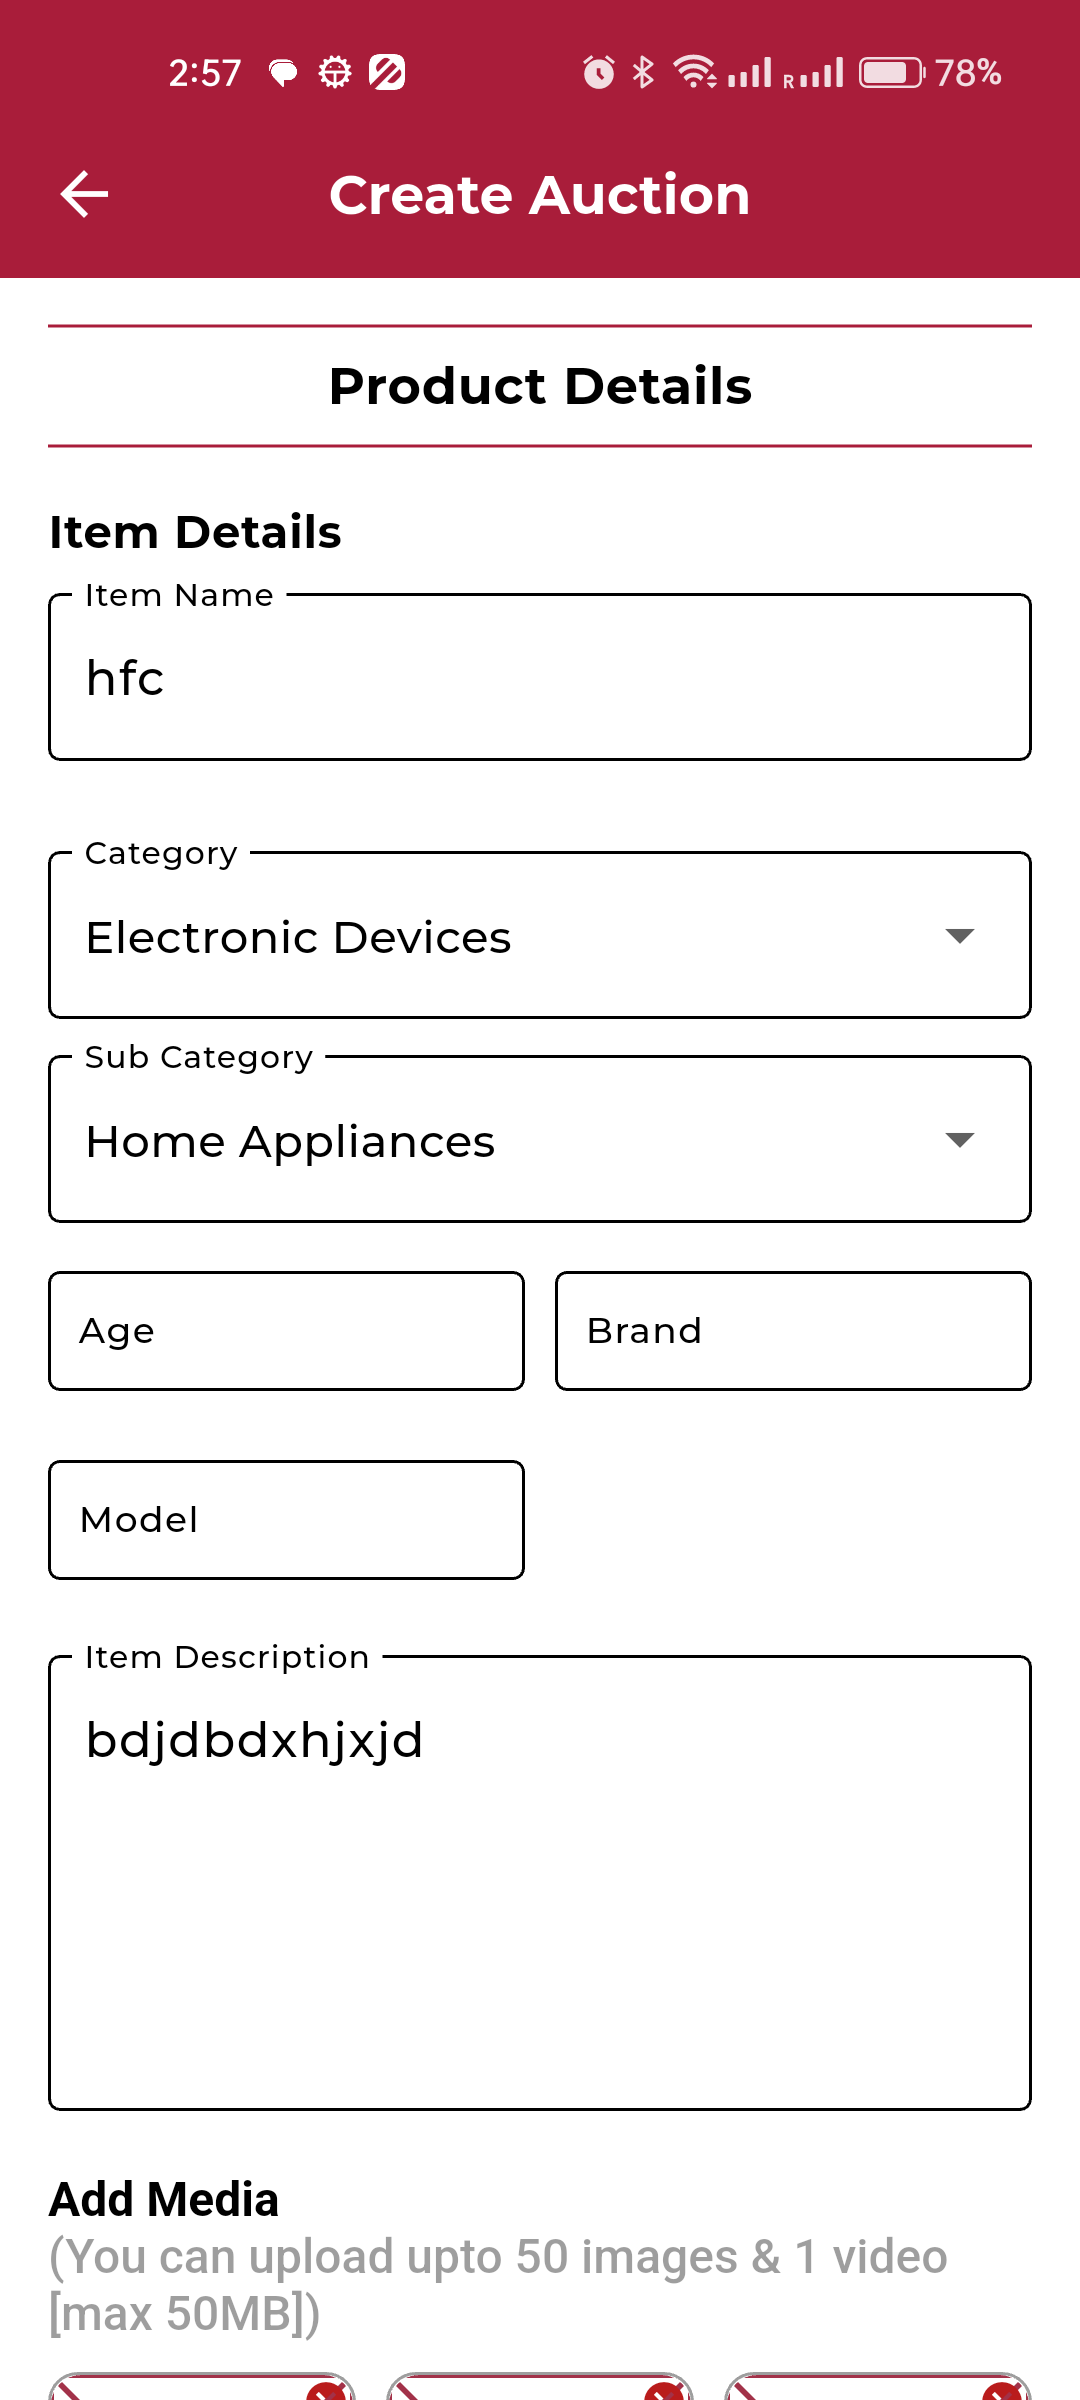 2:57 R 78%
Create Auction
Product Details
Item Details
Item Name
hfc
Category
Electronic Devices
Sub Category
Home Appliances
Age Brand
Model
Item Description
bdjdbdxhjxjd
Add Media
(You can upload upto 50 images & 1 video
[max 50MB])